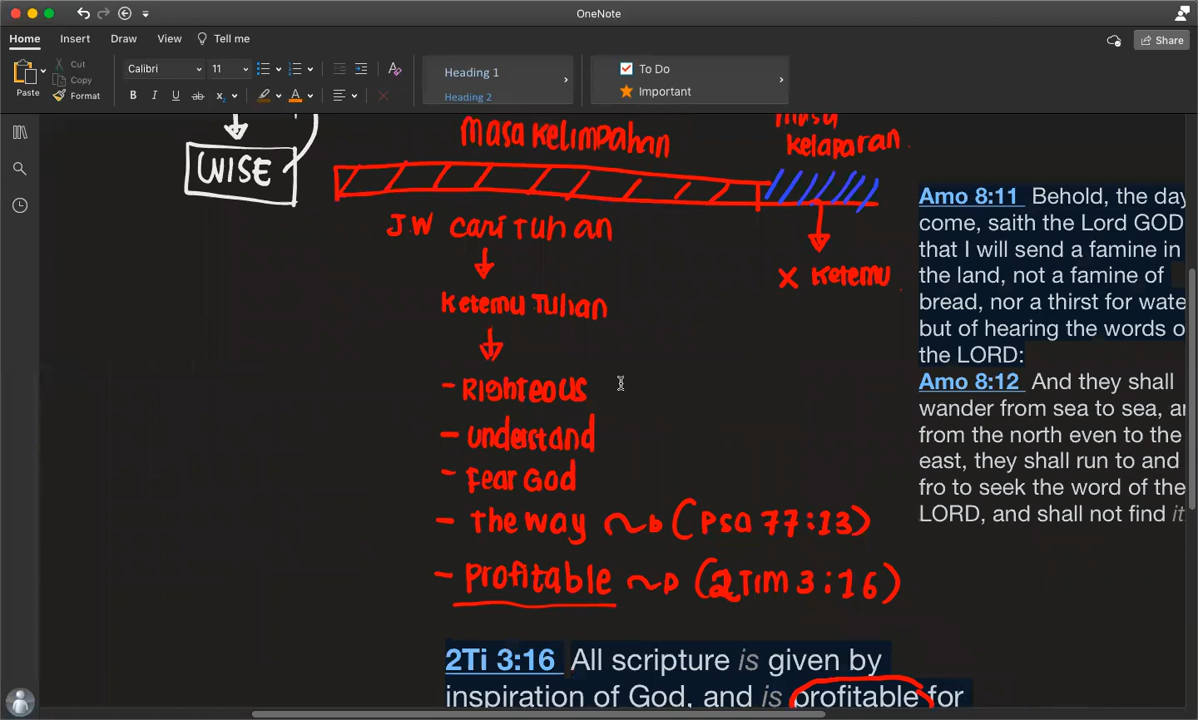 OneNote
Home Insert Draw View Tell me
Share
Paste
Cut
Copy
Format
Calibri 11
B I U ab X2 A
Heading 1
Heading 2
To Do
Important
WISE
Masa Kelimpahan
Masa
Kelaparan
J.W cari Tuhan
X Ketemu
Ketemu Tuhan
- Righteous
- understand
- Fear God
- The way (Psa 77:13)
- Profitable (2Tim 3:16)
Amo 8:11 Behold, the day
come, saith the Lord GOD
that I will send a famine in
the land, not a famine of
bread, nor a thirst for wate
but of hearing the words o
the LORD:
Amo 8:12 And they shall
wander from sea to sea, a
from the north even to the
east, they shall run to and
fro to seek the word of the
LORD, and shall not find it
2Ti 3:16 All scripture is given by
inspiration of God, and is profitable for